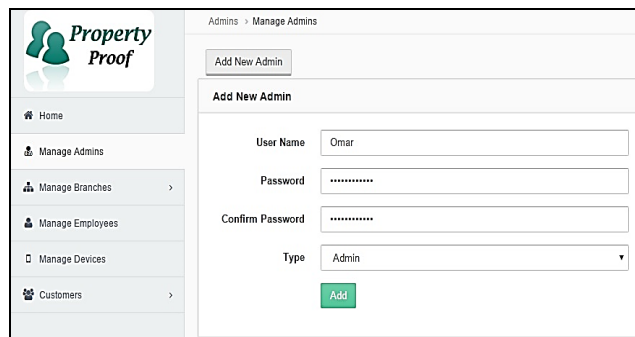 Property
Proof
Home
Manage Admins
Manage Branches
Manage Employees
Manage Devices
Customers
Admins > Manage Admins
Add New Admin
Add New Admin
User Name Omar
Password ••••••••••••
Confirm Password ••••••••••••
Type Admin
Add